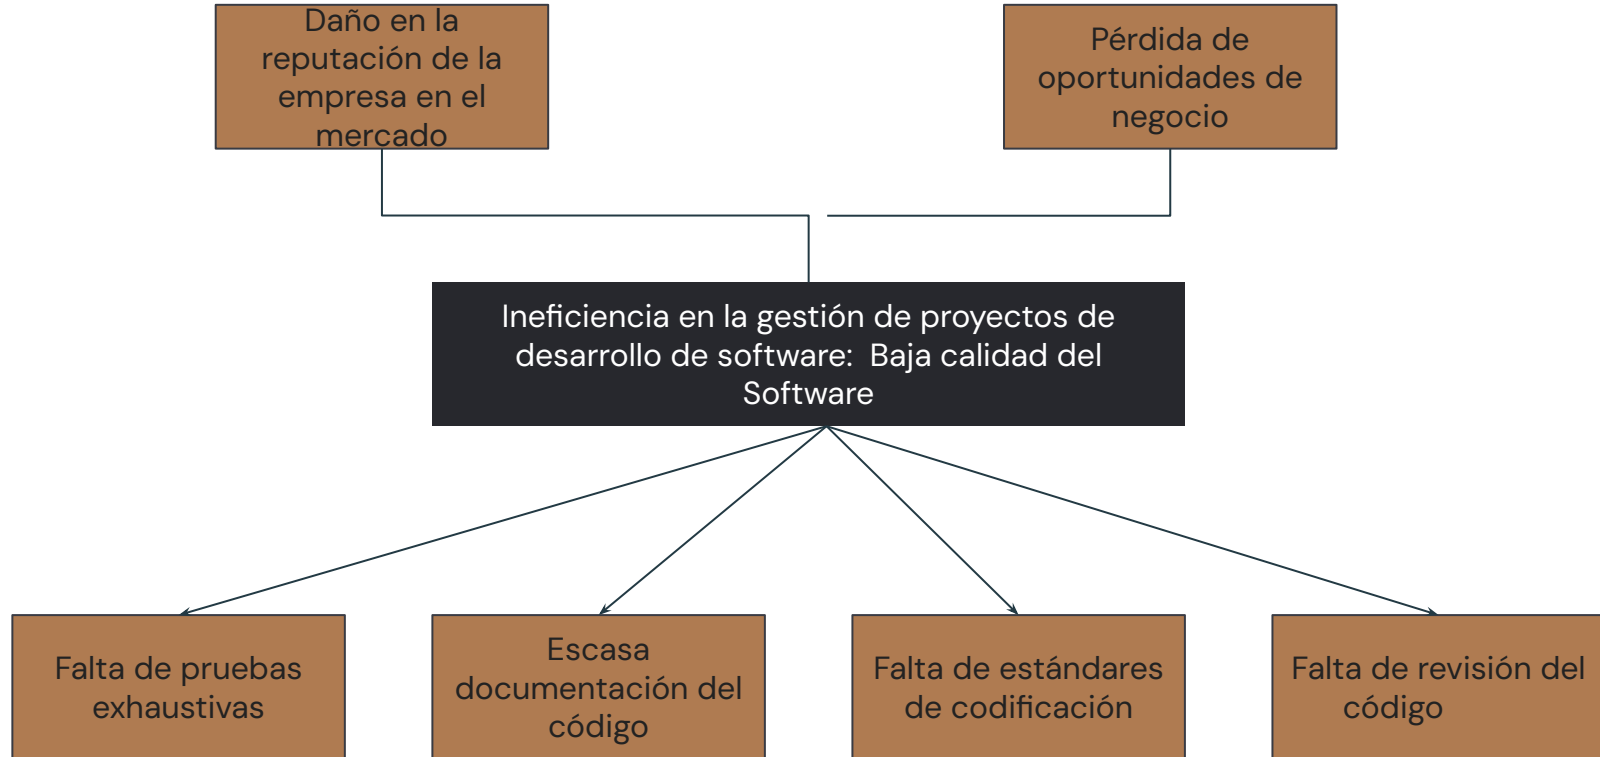 Daño en la
reputación de la
empresa en el
mercado
Pérdida de
oportunidades de
negocio
Ineficiencia en la gestión de proyectos de
desarrollo de software:  Baja calidad del
Software
Falta de pruebas
exhaustivas
Escasa
documentación del
código
Falta de estándares
de codificación
Falta de revisión del
código